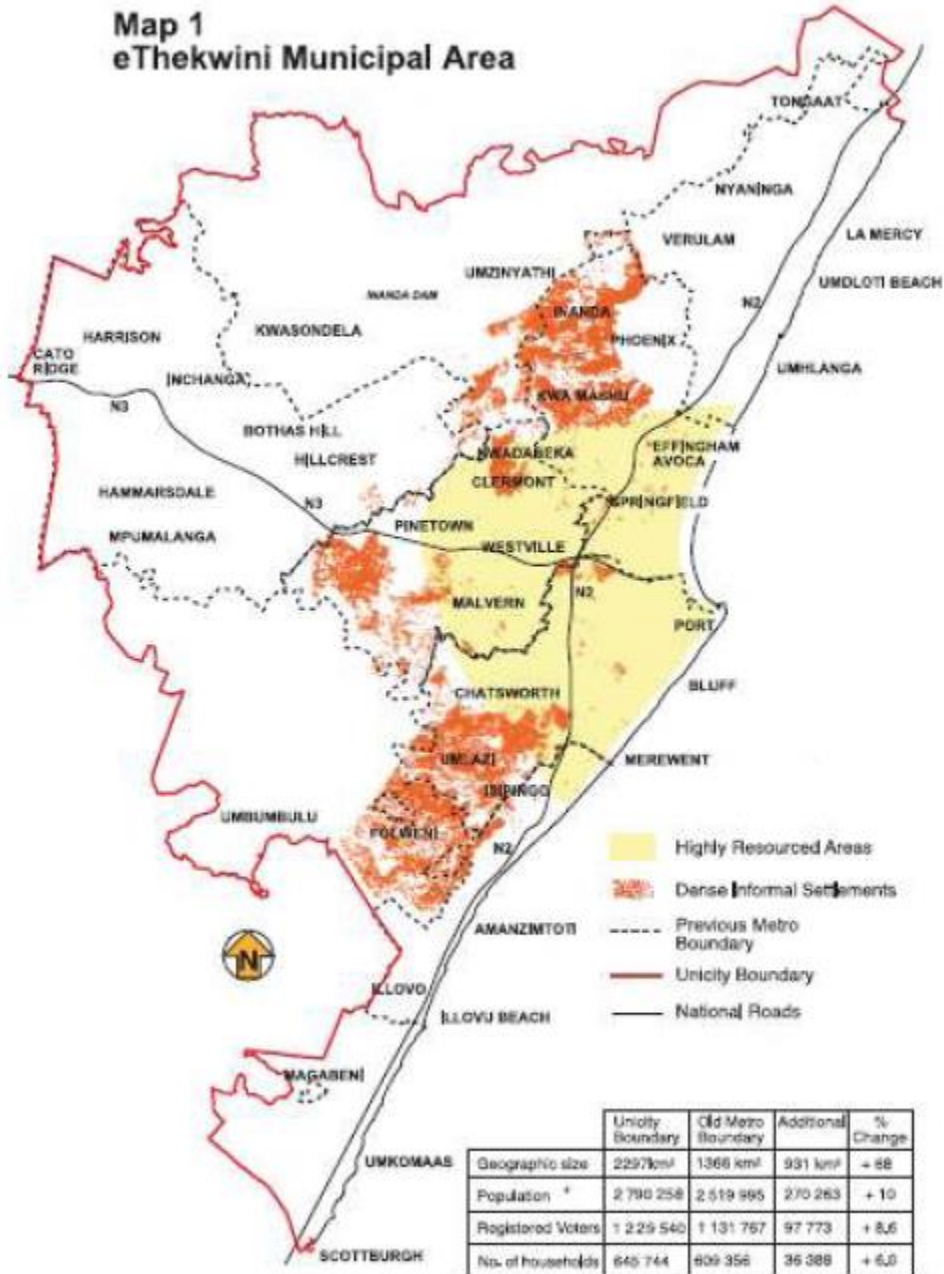 Map 1
eThekwini Municipal Area
TONGAAT
NYANINGA
VERULAM
LA MERCY
UMZINYATHI
UMDLOTI BEACH
INANDA DAM
N2
INANDA
HARRISON
KWASONDELA
PHOENIX
CATO
RIDGE
UMHLANGA
INCHANGA
KWA MASHU
N3
BOTHAS HILL
EFFINGHAM
AVOCA
HILLCREST
NWADABEKA
CLERMONT
HAMMARSDALE
N3
SPRINGFIELD
PINETOWN
MPUMALANGA
WESTVILLE
N2
MALVERN
PORT
BLUFF
CHATSWORTH
MEREWENT
UMLAZI
ISIPINGO
UMBUMBULU
FOLWENI
N2
Highly Resourced Areas
Dense Informal Settlements
Previous Metro
Boundary
Unicity Boundary
National Roads
N
AMANZIMTOTI
ILLOVO
ILLOVU BEACH
MAGABENI
UMKOMAAS
SCOTTBURGH
Unicity Boundary Old Metro Boundary Additional % Change
Geographic size 2297km² 1366 km² 931 km² + 68
Population * 2 790 258 2 519 995 270 263 + 10
Registered Voters 1 229 540 1 131 767 97 773 + 8,6
No. of households 645 744 609 356 36 388